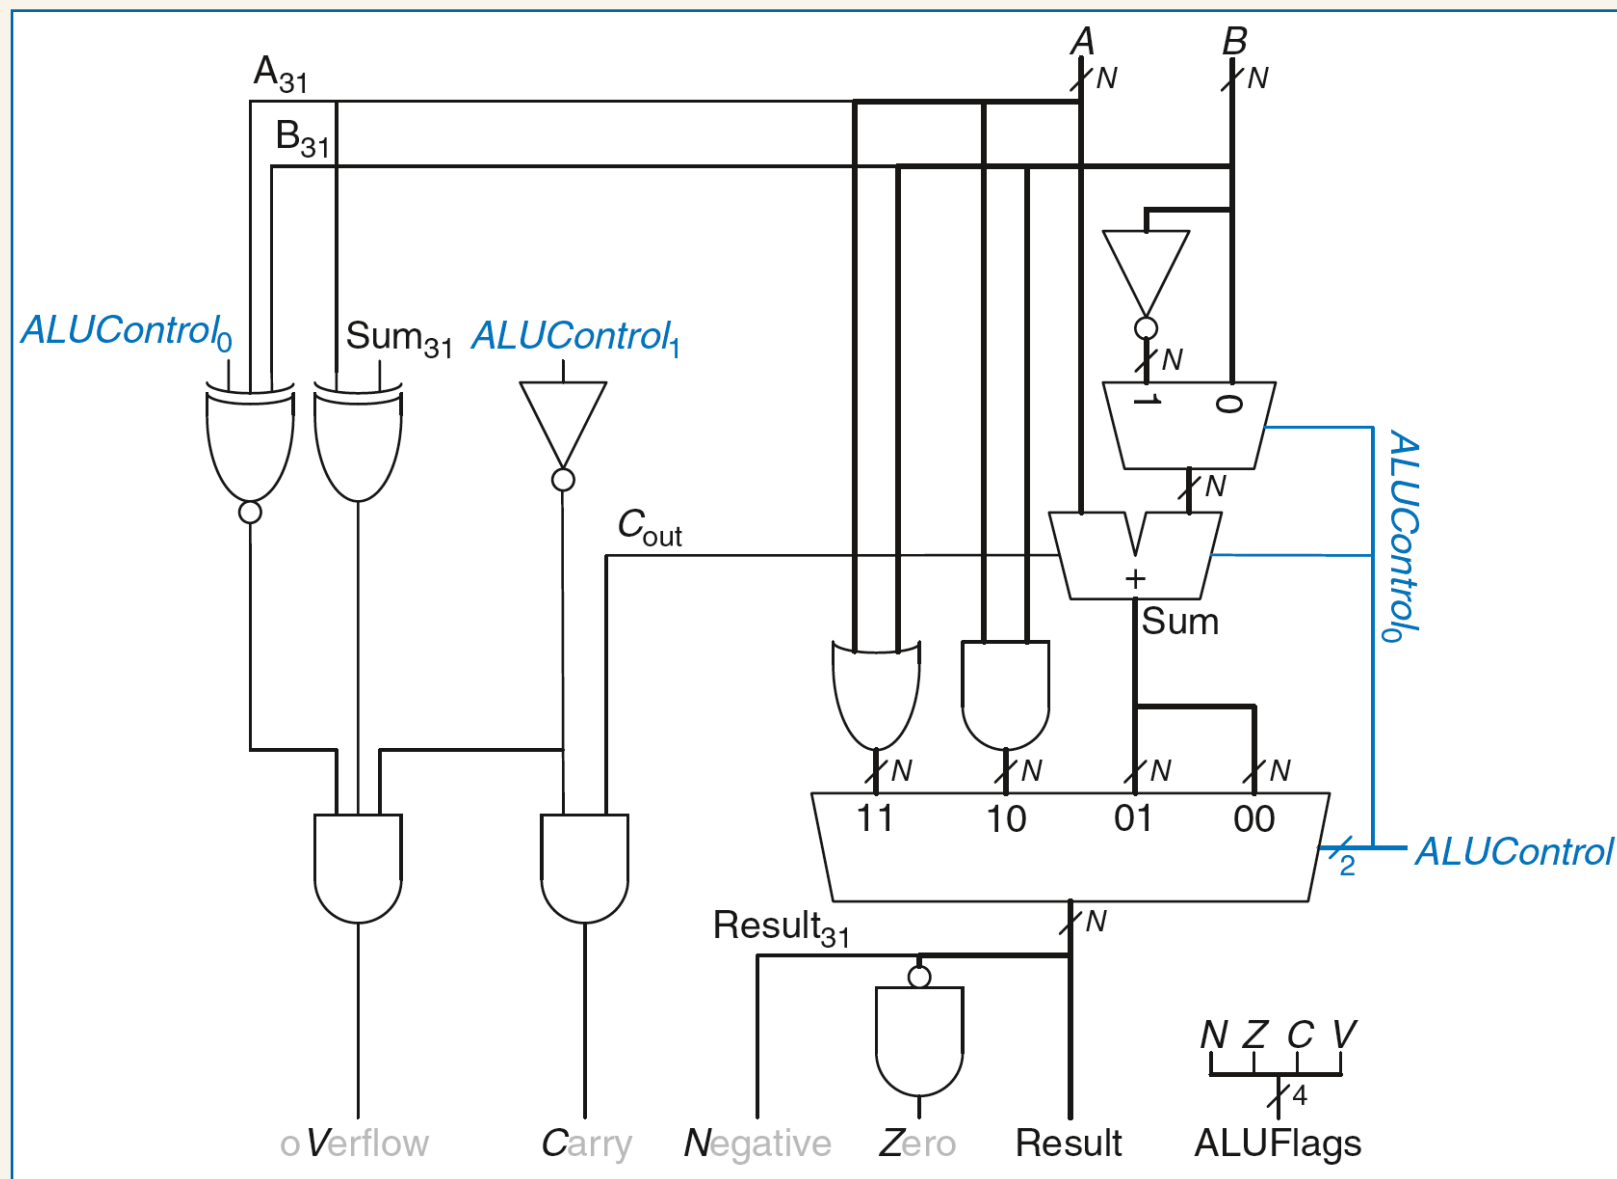 A B
N N
A31
B31
ALUControl0 Sum31 ALUControl1
N
1 0
N
ALUControl0
Cout
+
Sum
N N N N
11 10 01 00
2 ALUControl
Result31 N
N Z C V
4
oVerflow Carry Negative Zero Result ALUFlags